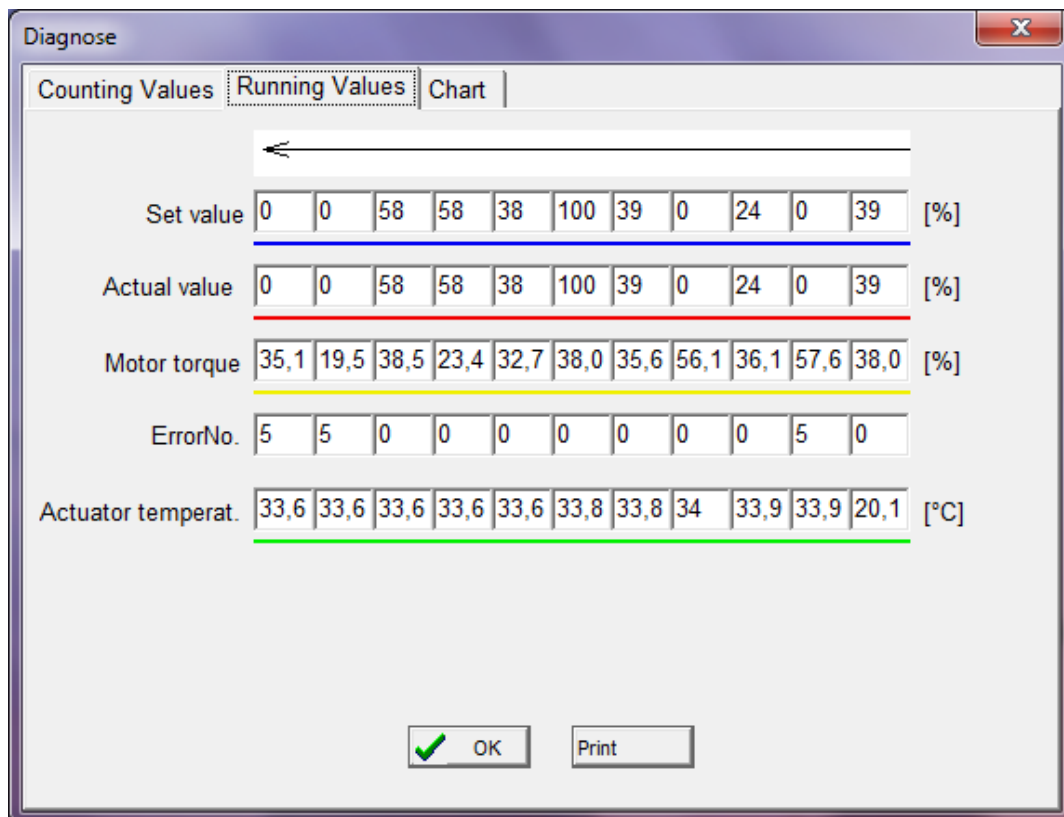 Diagnose
X
Counting Values Running Values Chart
Set value 0 0 58 58 38 100 39 0 24 0 39 [%]
Actual value 0 0 58 58 38 100 39 0 24 0 39 [%]
Motor torque 35,1 19,5 38,5 23,4 32,7 38,0 35,6 56,1 36,1 57,6 38,0 [%]
ErrorNo. 5 5 0 0 0 0 0 0 0 5 0
Actuator temperat. 33,6 33,6 33,6 33,6 33,6 33,8 33,8 34 33,9 33,9 20,1 [°C]
OK Print